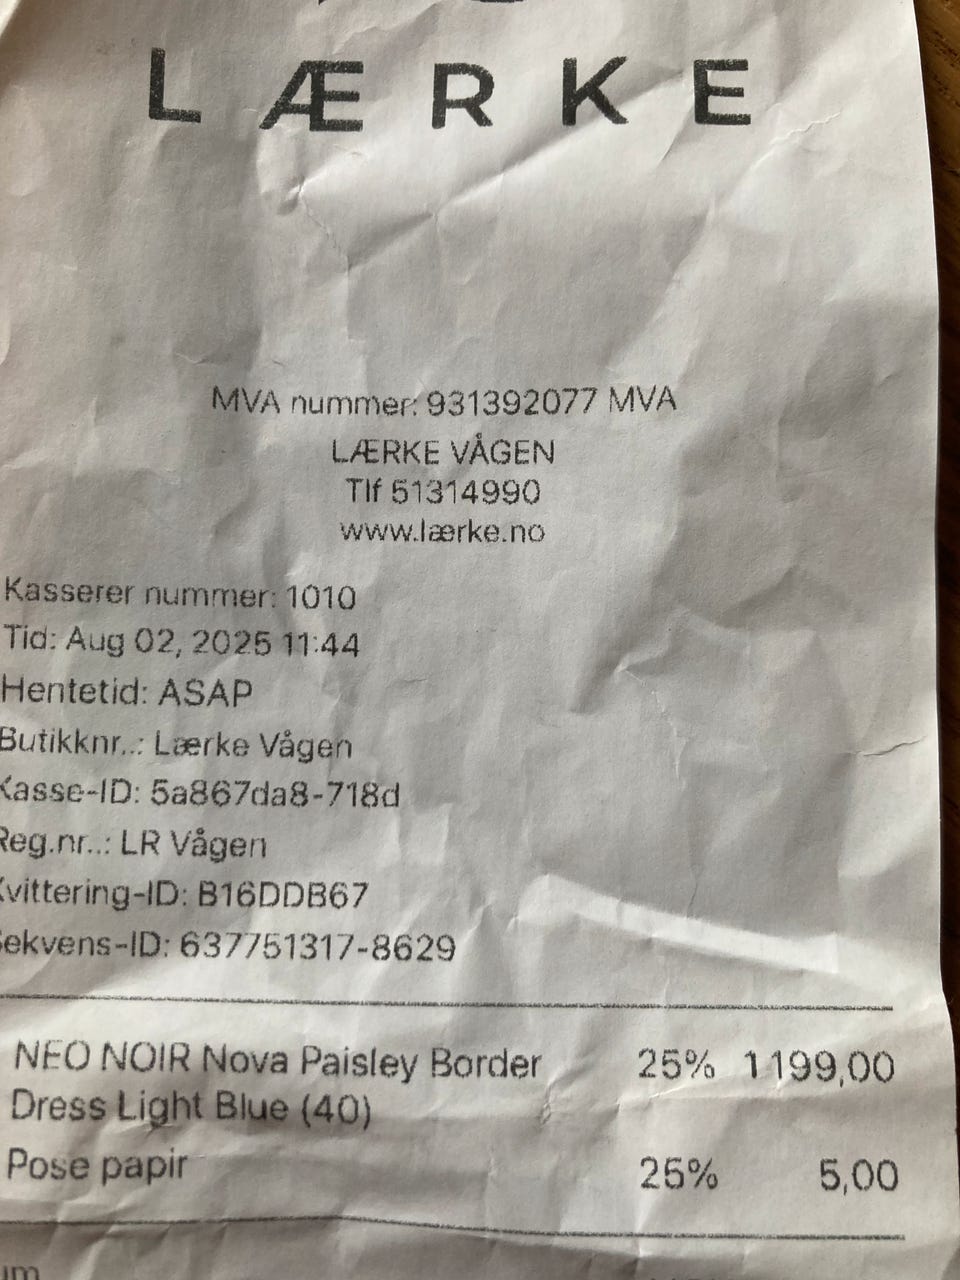 LÆRKE
MVA nummer: 931392077 MVA
LÆRKE VÅGEN
Tlf 51314990
www.lærke.no
Kasserer nummer: 1010
Tid: Aug 02, 2025 11:44
Hentetid: ASAP
Butikknr..: Lærke Vågen
Kasse-ID: 5a867da8-718d
Reg.nr..: LR Vågen
Kvittering-ID: B16DDB67
Sekvens-ID: 637751317-8629
NEO NOIR Nova Paisley Border 25% 1 199,00
Dress Light Blue (40)
Pose papir 25% 5,00